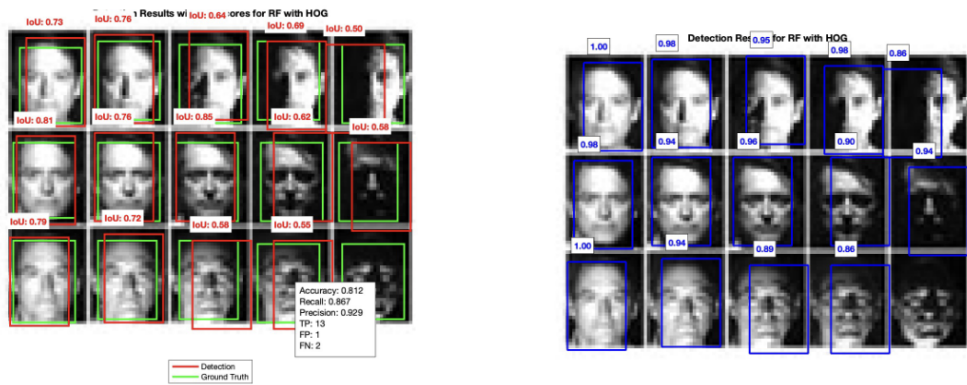 Detection Results wi
ores for RF with HOG
IoU: 0.73
IoU: 0.76
IoU: 0.64
IoU: 0.69
IoU: 0.50
IoU: 0.81
IoU: 0.76
IoU: 0.85
IoU: 0.62
IoU: 0.58
IoU: 0.79
IoU: 0.72
IoU: 0.58
IoU: 0.55
Accuracy: 0.812
Recall: 0.867
Precision: 0.929
TP: 13
FP: 1
FN: 2
Detection
Ground Truth
Detection Res
for RF with HOG
1.00
0.98
0.95
0.98
0.86
0.98
0.94
0.96
0.90
0.94
1.00
0.94
0.89
0.86